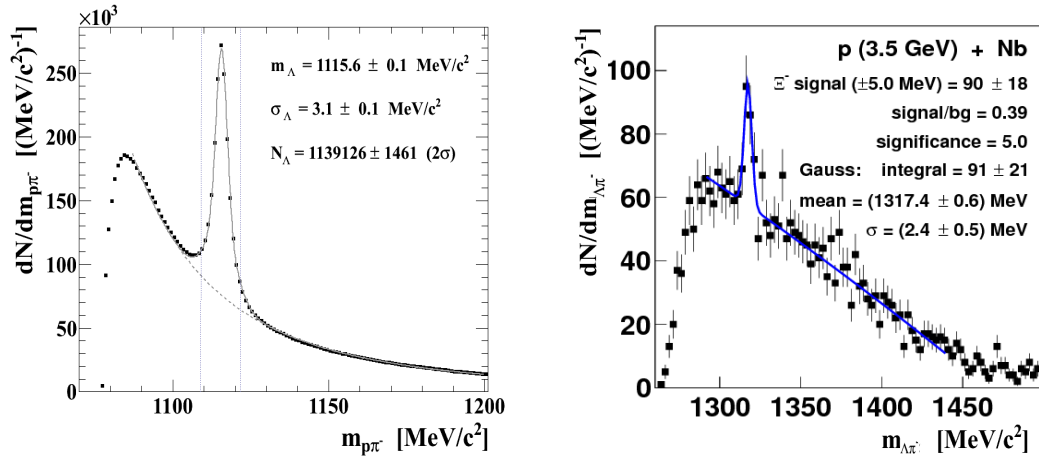 ×10³
dN/dm_pπ⁻ [(MeV/c²)⁻¹]
250
200
150
100
50
0
m_Λ = 1115.6 ± 0.1 MeV/c²
σ_Λ = 3.1 ± 0.1 MeV/c²
N_Λ = 1139126 ± 1461 (2σ)
1100
1150
1200
m_pπ⁻ [MeV/c²]
dN/dm_Λπ⁻ [(MeV/c²)⁻¹]
100
80
60
40
20
0
p (3.5 GeV) + Nb
Ξ⁻ signal (±5.0 MeV) = 90 ± 18
signal/bg = 0.39
significance = 5.0
Gauss: integral = 91 ± 21
mean = (1317.4 ± 0.6) MeV
σ = (2.4 ± 0.5) MeV
1300
1350
1400
1450
m_Λπ⁻ [MeV/c²]